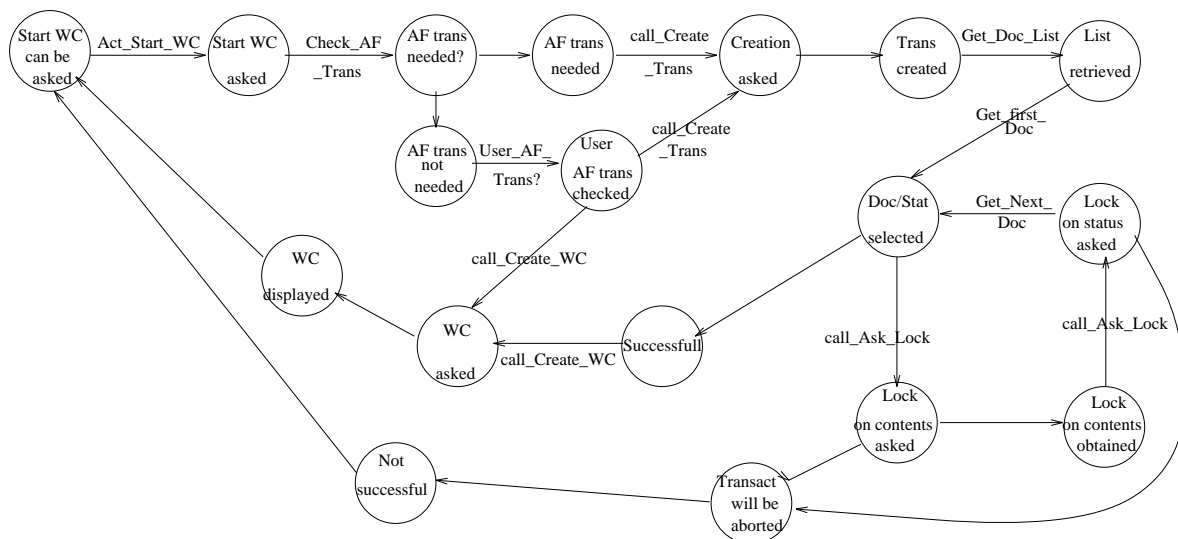 Start WC
can be
asked
Act_Start_WC
Start WC
asked
Check_AF
_Trans
AF trans
needed?
AF trans
needed
call_Create
_Trans
Creation
asked
Trans
created
Get_Doc_List
List
retrieved
AF trans
not
needed
User_AF_
Trans?
User
AF trans
checked
call_Create
_Trans
Get_first_
Doc
Doc/Stat
selected
Get_Next_
Doc
Lock
on status
asked
call_Create_WC
WC
displayed
WC
asked
call_Create_WC
Successfull
call_Ask_Lock
call_Ask_Lock
Lock
on contents
asked
Lock
on contents
obtained
Not
successful
Transact
will be
aborted